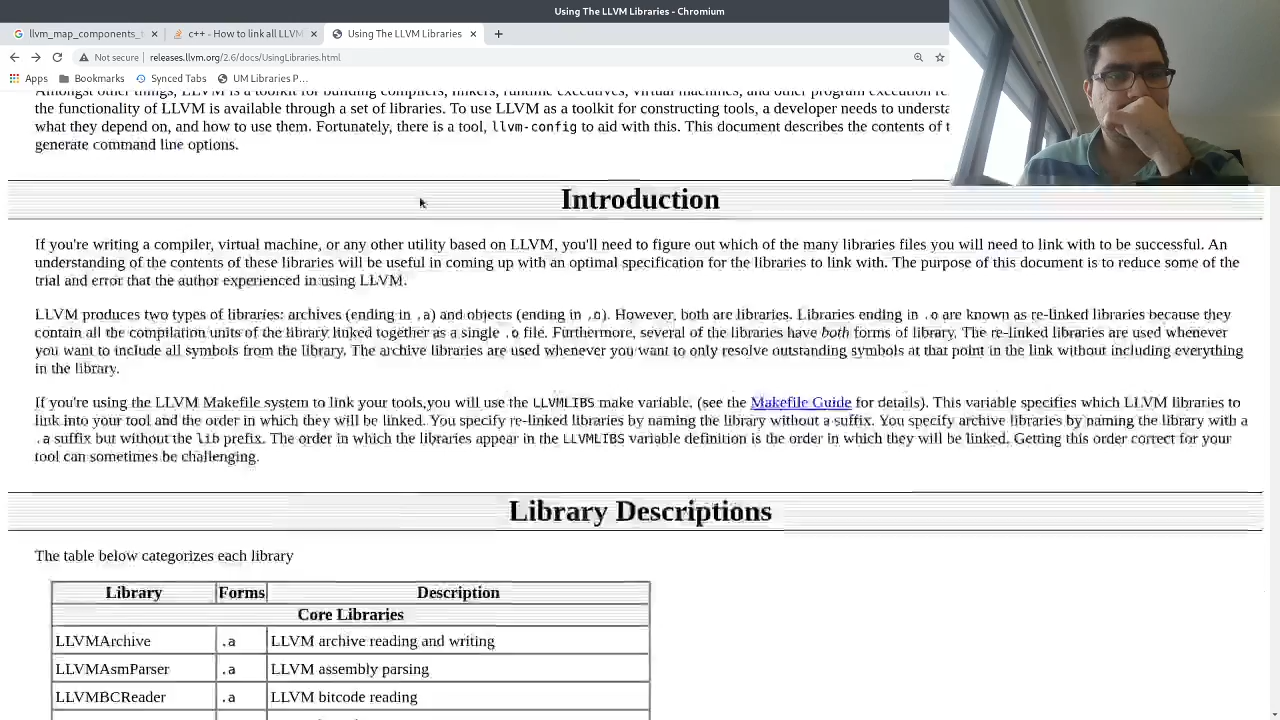 Using The LLVM Libraries - Chromium
llvm_map_components_
c++ - How to link all LLVM
Using The LLVM Libraries
Not secure
releases.llvm.org/2.6/docs/UsingLibraries.html
Apps
Bookmarks
Synced Tabs
UM Libraries P...
Amongst other things, LLVM is a toolkit for building compilers, linkers, runtime executives, virtual machines, and other program execution re
the functionality of LLVM is available through a set of libraries. To use LLVM as a toolkit for constructing tools, a developer needs to understa
what they depend on, and how to use them. Fortunately, there is a tool, llvm-config to aid with this. This document describes the contents of t
generate command line options.
Introduction
If you're writing a compiler, virtual machine, or any other utility based on LLVM, you'll need to figure out which of the many libraries files you will need to link with to be successful. An
understanding of the contents of these libraries will be useful in coming up with an optimal specification for the libraries to link with. The purpose of this document is to reduce some of the
trial and error that the author experienced in using LLVM.
LLVM produces two types of libraries: archives (ending in .a) and objects (ending in .o). However, both are libraries. Libraries ending in .o are known as re-linked libraries because they
contain all the compilation units of the library linked together as a single .o file. Furthermore, several of the libraries have both forms of library. The re-linked libraries are used whenever
you want to include all symbols from the library. The archive libraries are used whenever you want to only resolve outstanding symbols at that point in the link without including everything
in the library.
If you're using the LLVM Makefile system to link your tools,you will use the LLVMLIBS make variable. (see the Makefile Guide for details). This variable specifies which LLVM libraries to
link into your tool and the order in which they will be linked. You specify re-linked libraries by naming the library without a suffix. You specify archive libraries by naming the library with a
.a suffix but without the lib prefix. The order in which the libraries appear in the LLVMLIBS variable definition is the order in which they will be linked. Getting this order correct for your
tool can sometimes be challenging.
Library Descriptions
The table below categorizes each library
Library Forms Description
Core Libraries
LLVMArchive .a LLVM archive reading and writing
LLVMAsmParser .a LLVM assembly parsing
LLVMBCReader .a LLVM bitcode reading